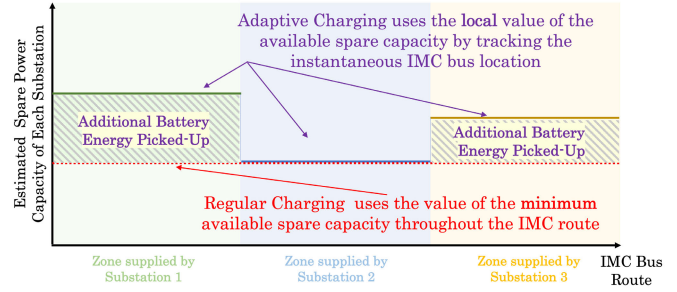 Adaptive Charging uses the local value of the
available spare capacity by tracking the
instantaneous IMC bus location
Estimated Spare Power
Capacity of Each Substation
Additional Battery
Energy Picked-Up
Additional Battery
Energy Picked-Up
Regular Charging uses the value of the minimum
available spare capacity throughout the IMC route
Zone supplied by
Substation 1
Zone supplied by
Substation 2
Zone supplied by
Substation 3
IMC Bus
Route